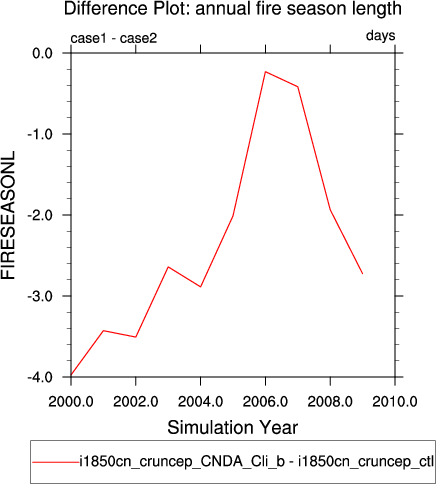 Difference Plot: annual fire season length
case1 - case2
days
0.0
-1.0
-2.0
-3.0
-4.0
FIRESEASONL
2000.0 2002.0 2004.0 2006.0 2008.0 2010.0
Simulation Year
i1850cn_cruncep_CNDA_Cli_b - i1850cn_cruncep_ctl